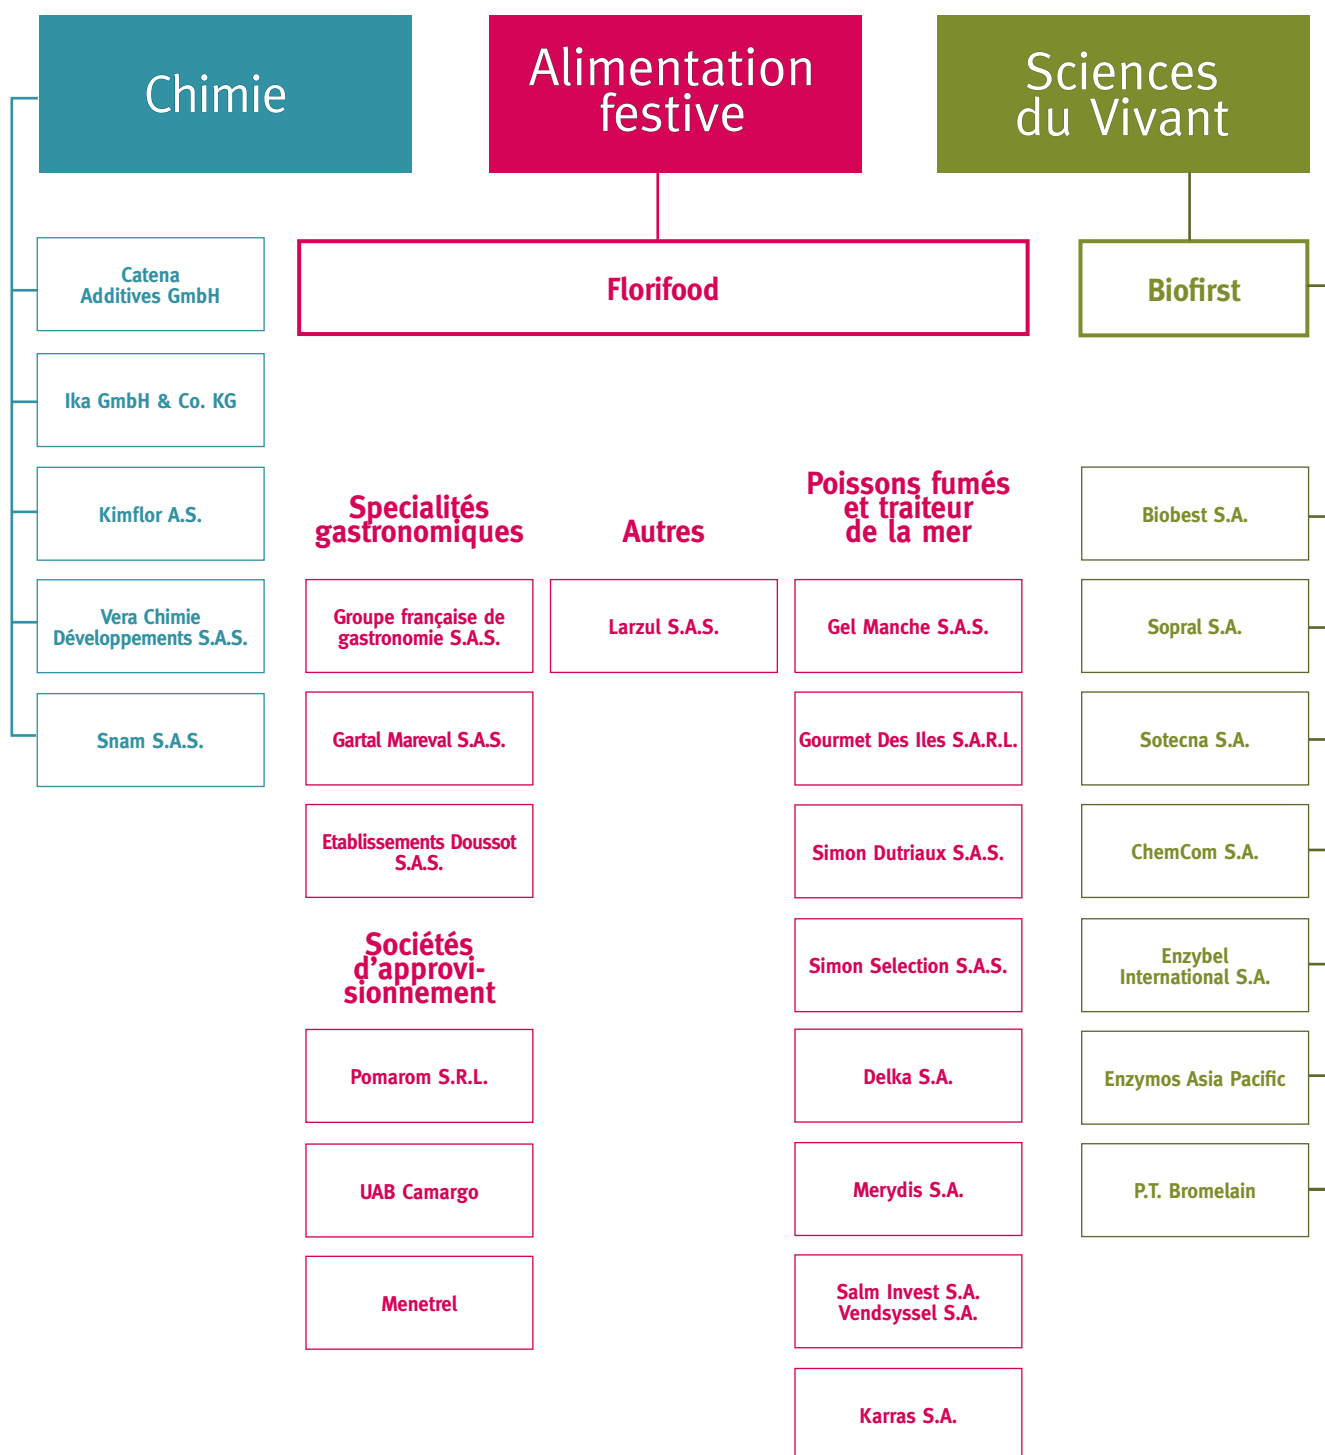 Chimie
Alimentation
festive
Sciences
du Vivant
Catena
Additives GmbH
Ika GmbH & Co. KG
Kimflor A.S.
Vera Chimie
Développements S.A.S.
Snam S.A.S.
Florifood
Specialités
gastronomiques
Groupe française de
gastronomie S.A.S.
Gartal Mareval S.A.S.
Etablissements Doussot
S.A.S.
Sociétés
d'approvi-
sionnement
Pomarom S.R.L.
UAB Camargo
Menetrel
Autres
Larzul S.A.S.
Poissons fumés
et traiteur
de la mer
Gel Manche S.A.S.
Gourmet Des Iles S.A.R.L.
Simon Dutriaux S.A.S.
Simon Selection S.A.S.
Delka S.A.
Merydis S.A.
Salm Invest S.A.
Vendsyssel S.A.
Karras S.A.
Biofirst
Biobest S.A.
Sopral S.A.
Sotecna S.A.
ChemCom S.A.
Enzybel
International S.A.
Enzymos Asia Pacific
P.T. Bromelain